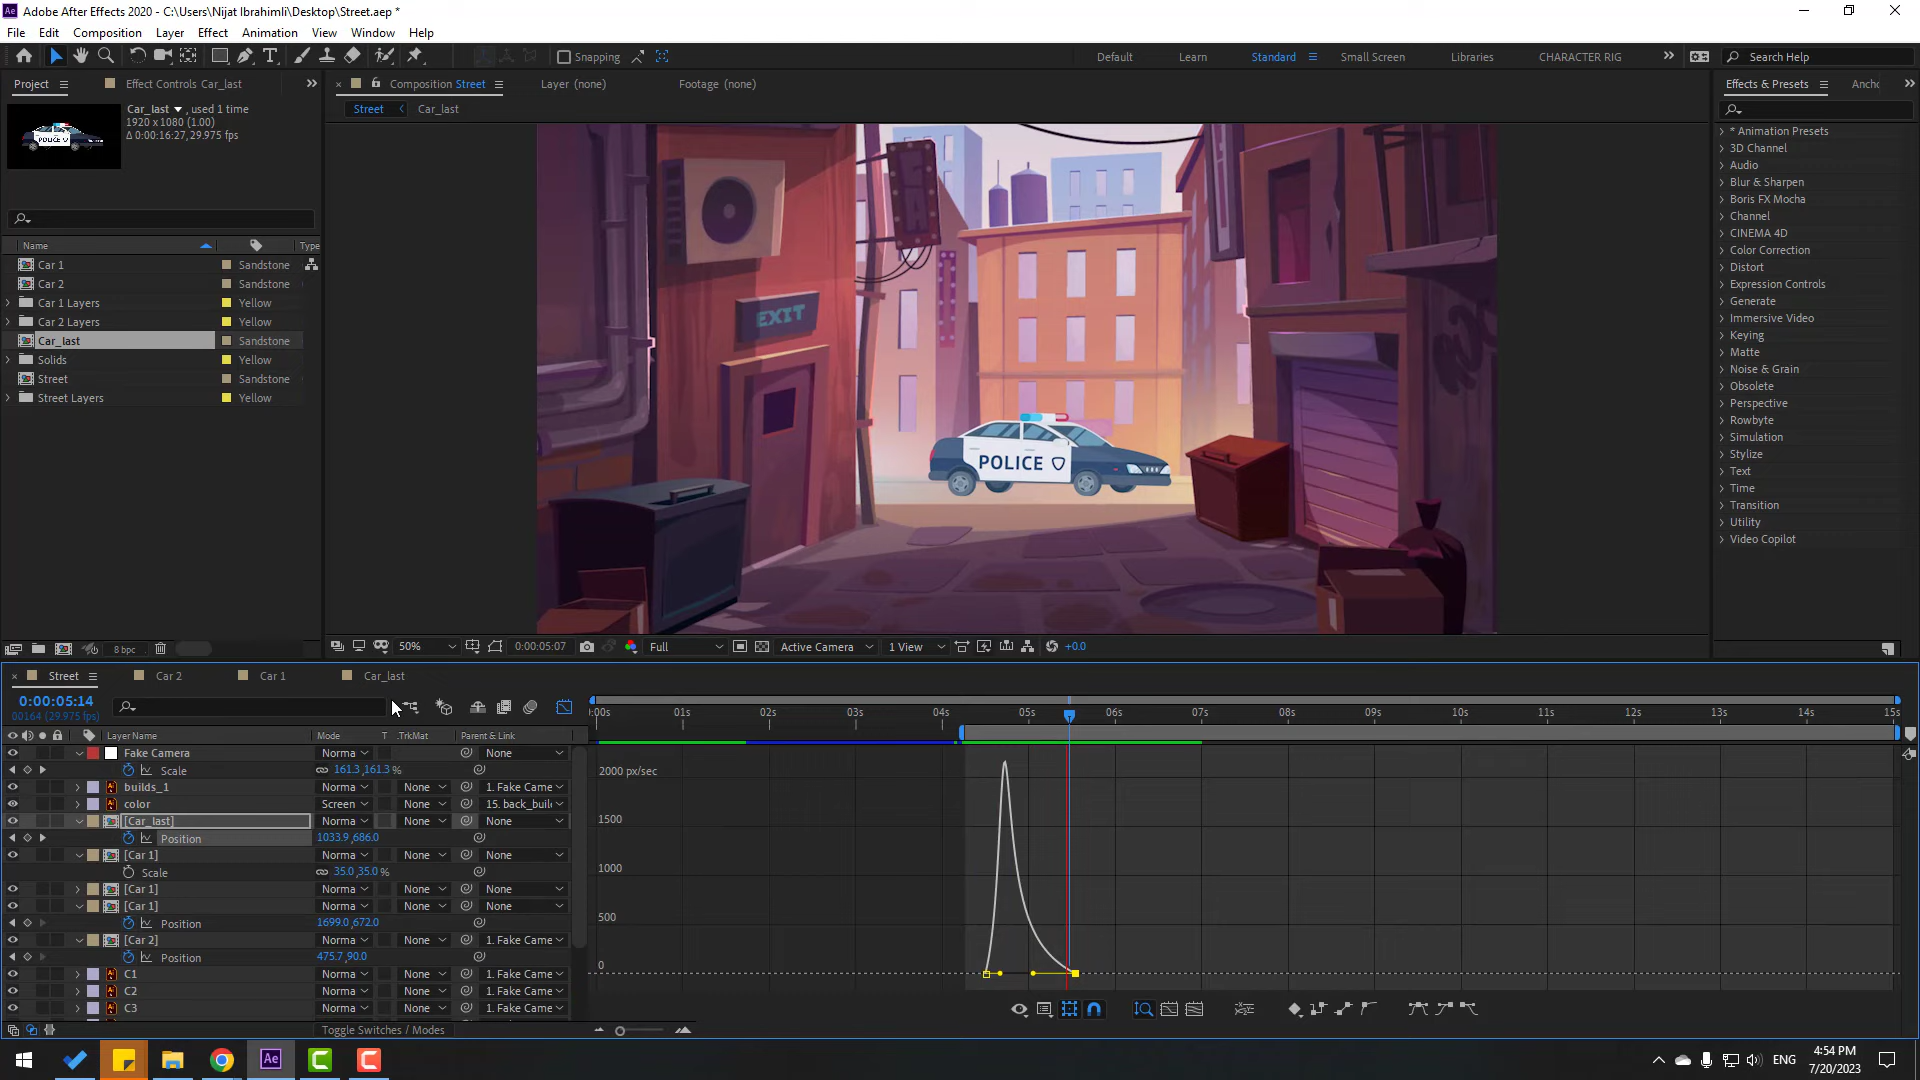 Adobe After Effects 2020 - C:\Users\Nijat Ibrahimli\Desktop\Street.aep *
File Edit Composition Layer Effect Animation View Window Help
Snapping
Default Learn Standard Small Screen Libraries CHARACTER RIG Search Help
Project Effect Controls Car_last
Composition Street Layer (none) Footage (none)
Effects & Presets
Car_last , used 1 time
1920 x 1080 (1.00)
Δ 0:00:16:27, 29.975 fps
Street Car_last
POLICE
EXIT
POLICE
Name Type
Car 1 Sandstone
Car 2 Sandstone
Car 1 Layers Yellow
Car 2 Layers Yellow
Car_last Sandstone
Solids Yellow
Street Sandstone
Street Layers Yellow
* Animation Presets
3D Channel
Audio
Blur & Sharpen
Boris FX Mocha
Channel
CINEMA 4D
Color Correction
Distort
Expression Controls
Generate
Immersive Video
Keying
Matte
Noise & Grain
Obsolete
Perspective
Rowbyte
Simulation
Stylize
Text
Time
Transition
Utility
Video Copilot
8 bpc
50% 0:00:05:07 Full Active Camera 1 View +0.0
Street Car 2 Car 1 Car_last
0:00:05:14
00164 (29.975 fps)
:00s 01s 02s 03s 04s 05s 06s 07s 08s 09s 10s 11s 12s 13s 14s 15s
Layer Name Mode T .TrkMat Parent & Link
Fake Camera Norma None
Scale 161.3,161.3 %
builds_1 Norma None 1. Fake Came
color Screen None 15. back_buil
[Car_last] Norma None None
Position 1033.9,686.0
[Car 1] Norma None None
Scale 35.0,35.0 %
[Car 1] Norma None None
[Car 1] Norma None None
Position 1699.0,672.0
[Car 2] Norma None 1. Fake Came
Position 475.7,90.0
C1 Norma None 1. Fake Came
C2 Norma None 1. Fake Came
C3 Norma None 1. Fake Came
2000 px/sec
1500
1000
500
0
Toggle Switches / Modes
ENG
4:54 PM
7/20/2023